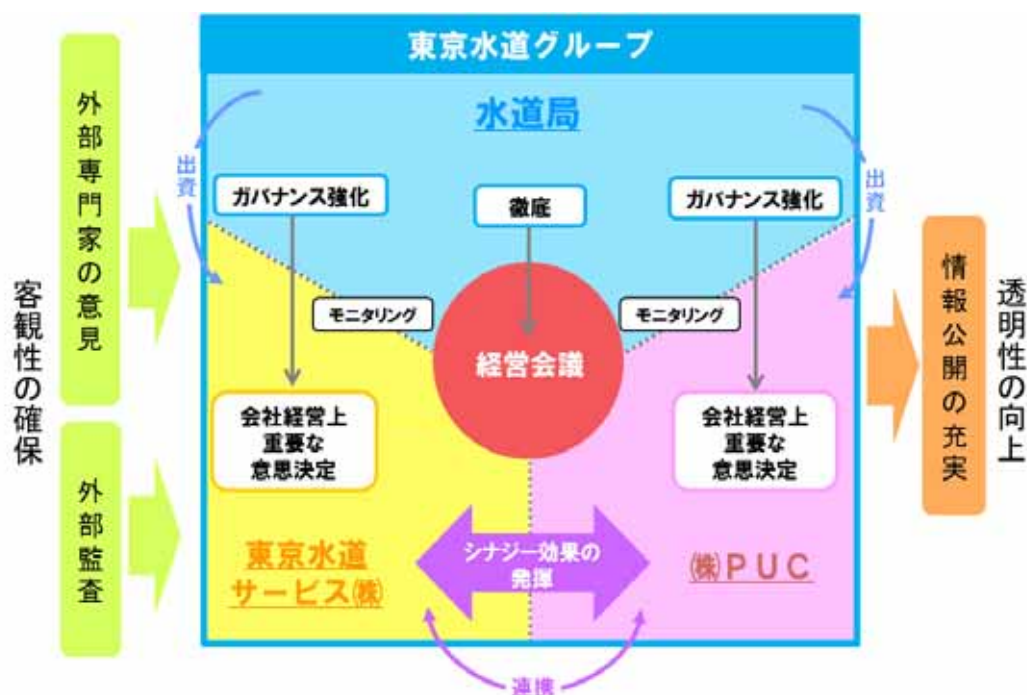 東京水道グループ
水道局
客観性の確保
外部専門家の意見
外部監査
出資
出資
ガバナンス強化
徹底
ガバナンス強化
モニタリング
モニタリング
経営会議
会社経営上
重要な
意思決定
会社経営上
重要な
意思決定
東京水道
サービス㈱
シナジー効果の
発揮
㈱ＰＵＣ
連携
情報公開の充実
透明性の向上